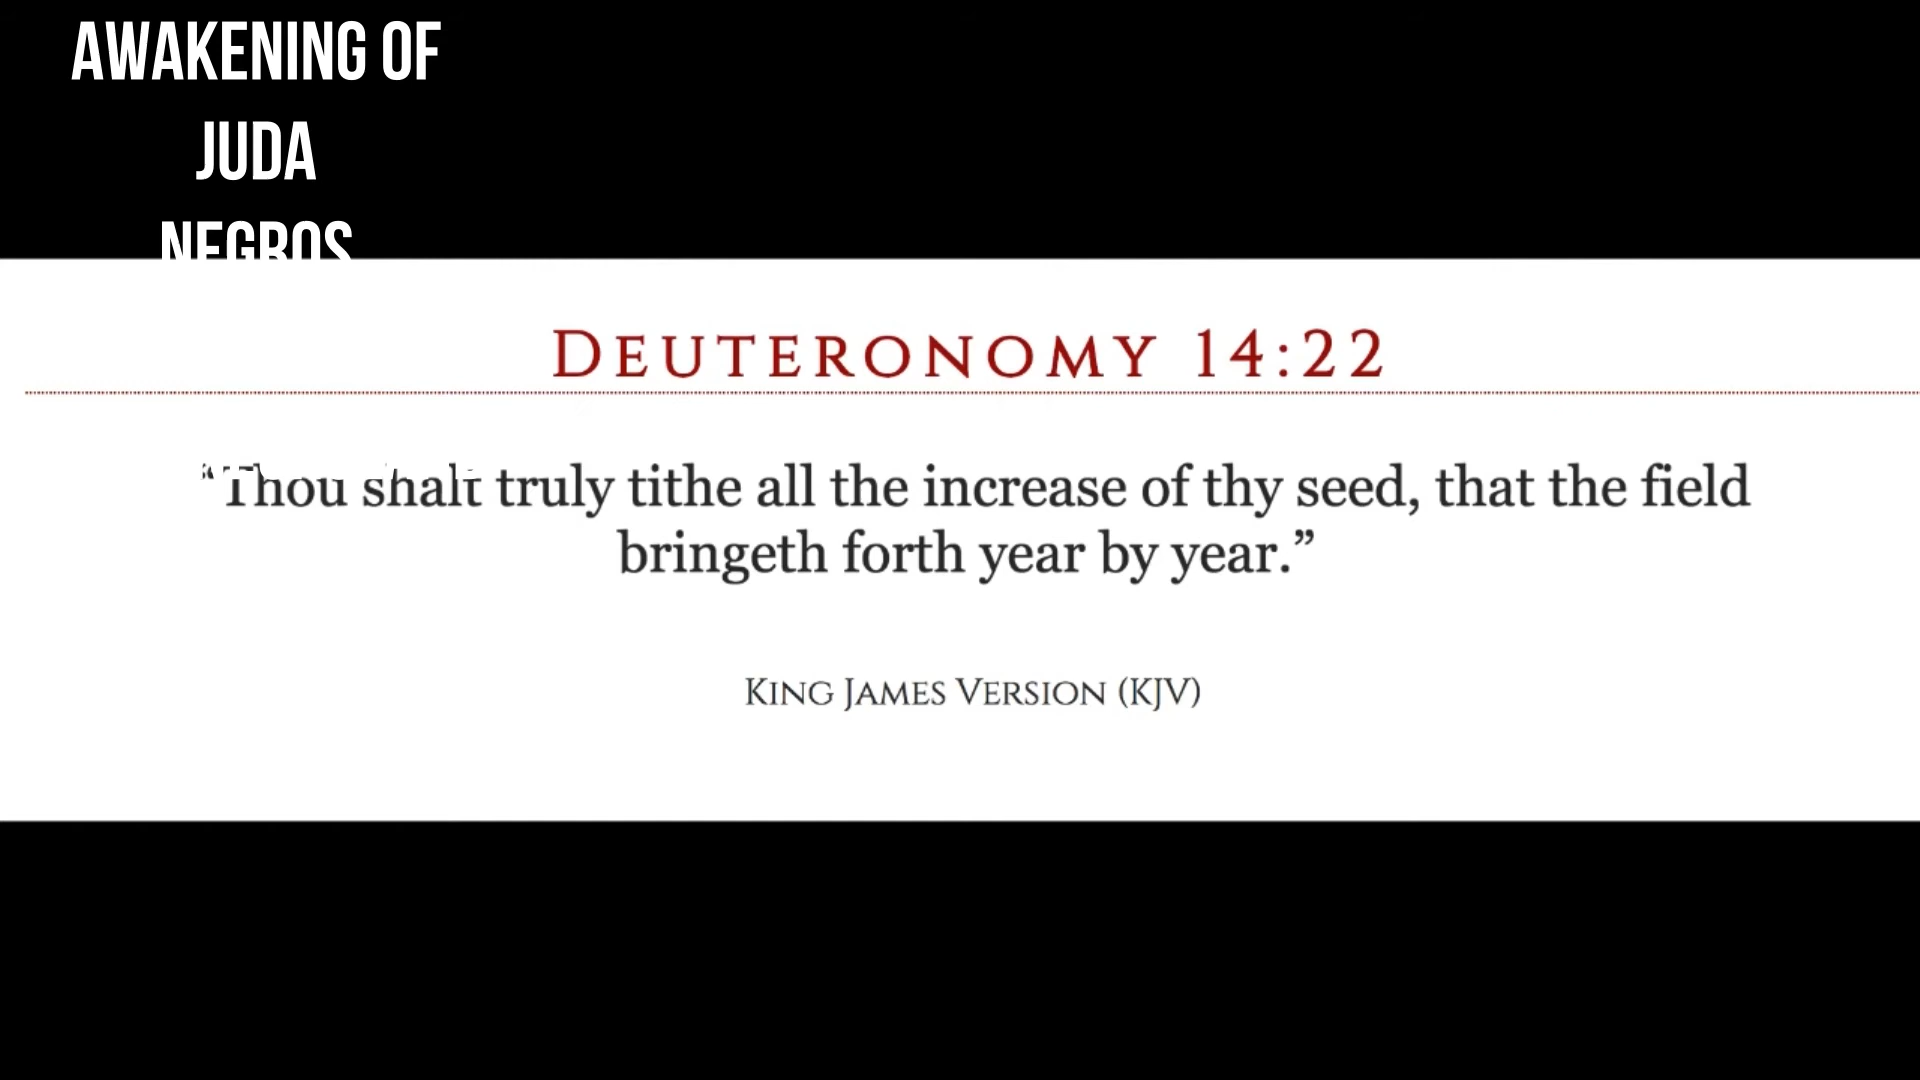 AWAKENING OF
JUDA
NEGROS
DEUTERONOMY 14:22
“Thou shalt truly tithe all the increase of thy seed, that the field
bringeth forth year by year.”
KING JAMES VERSION (KJV)